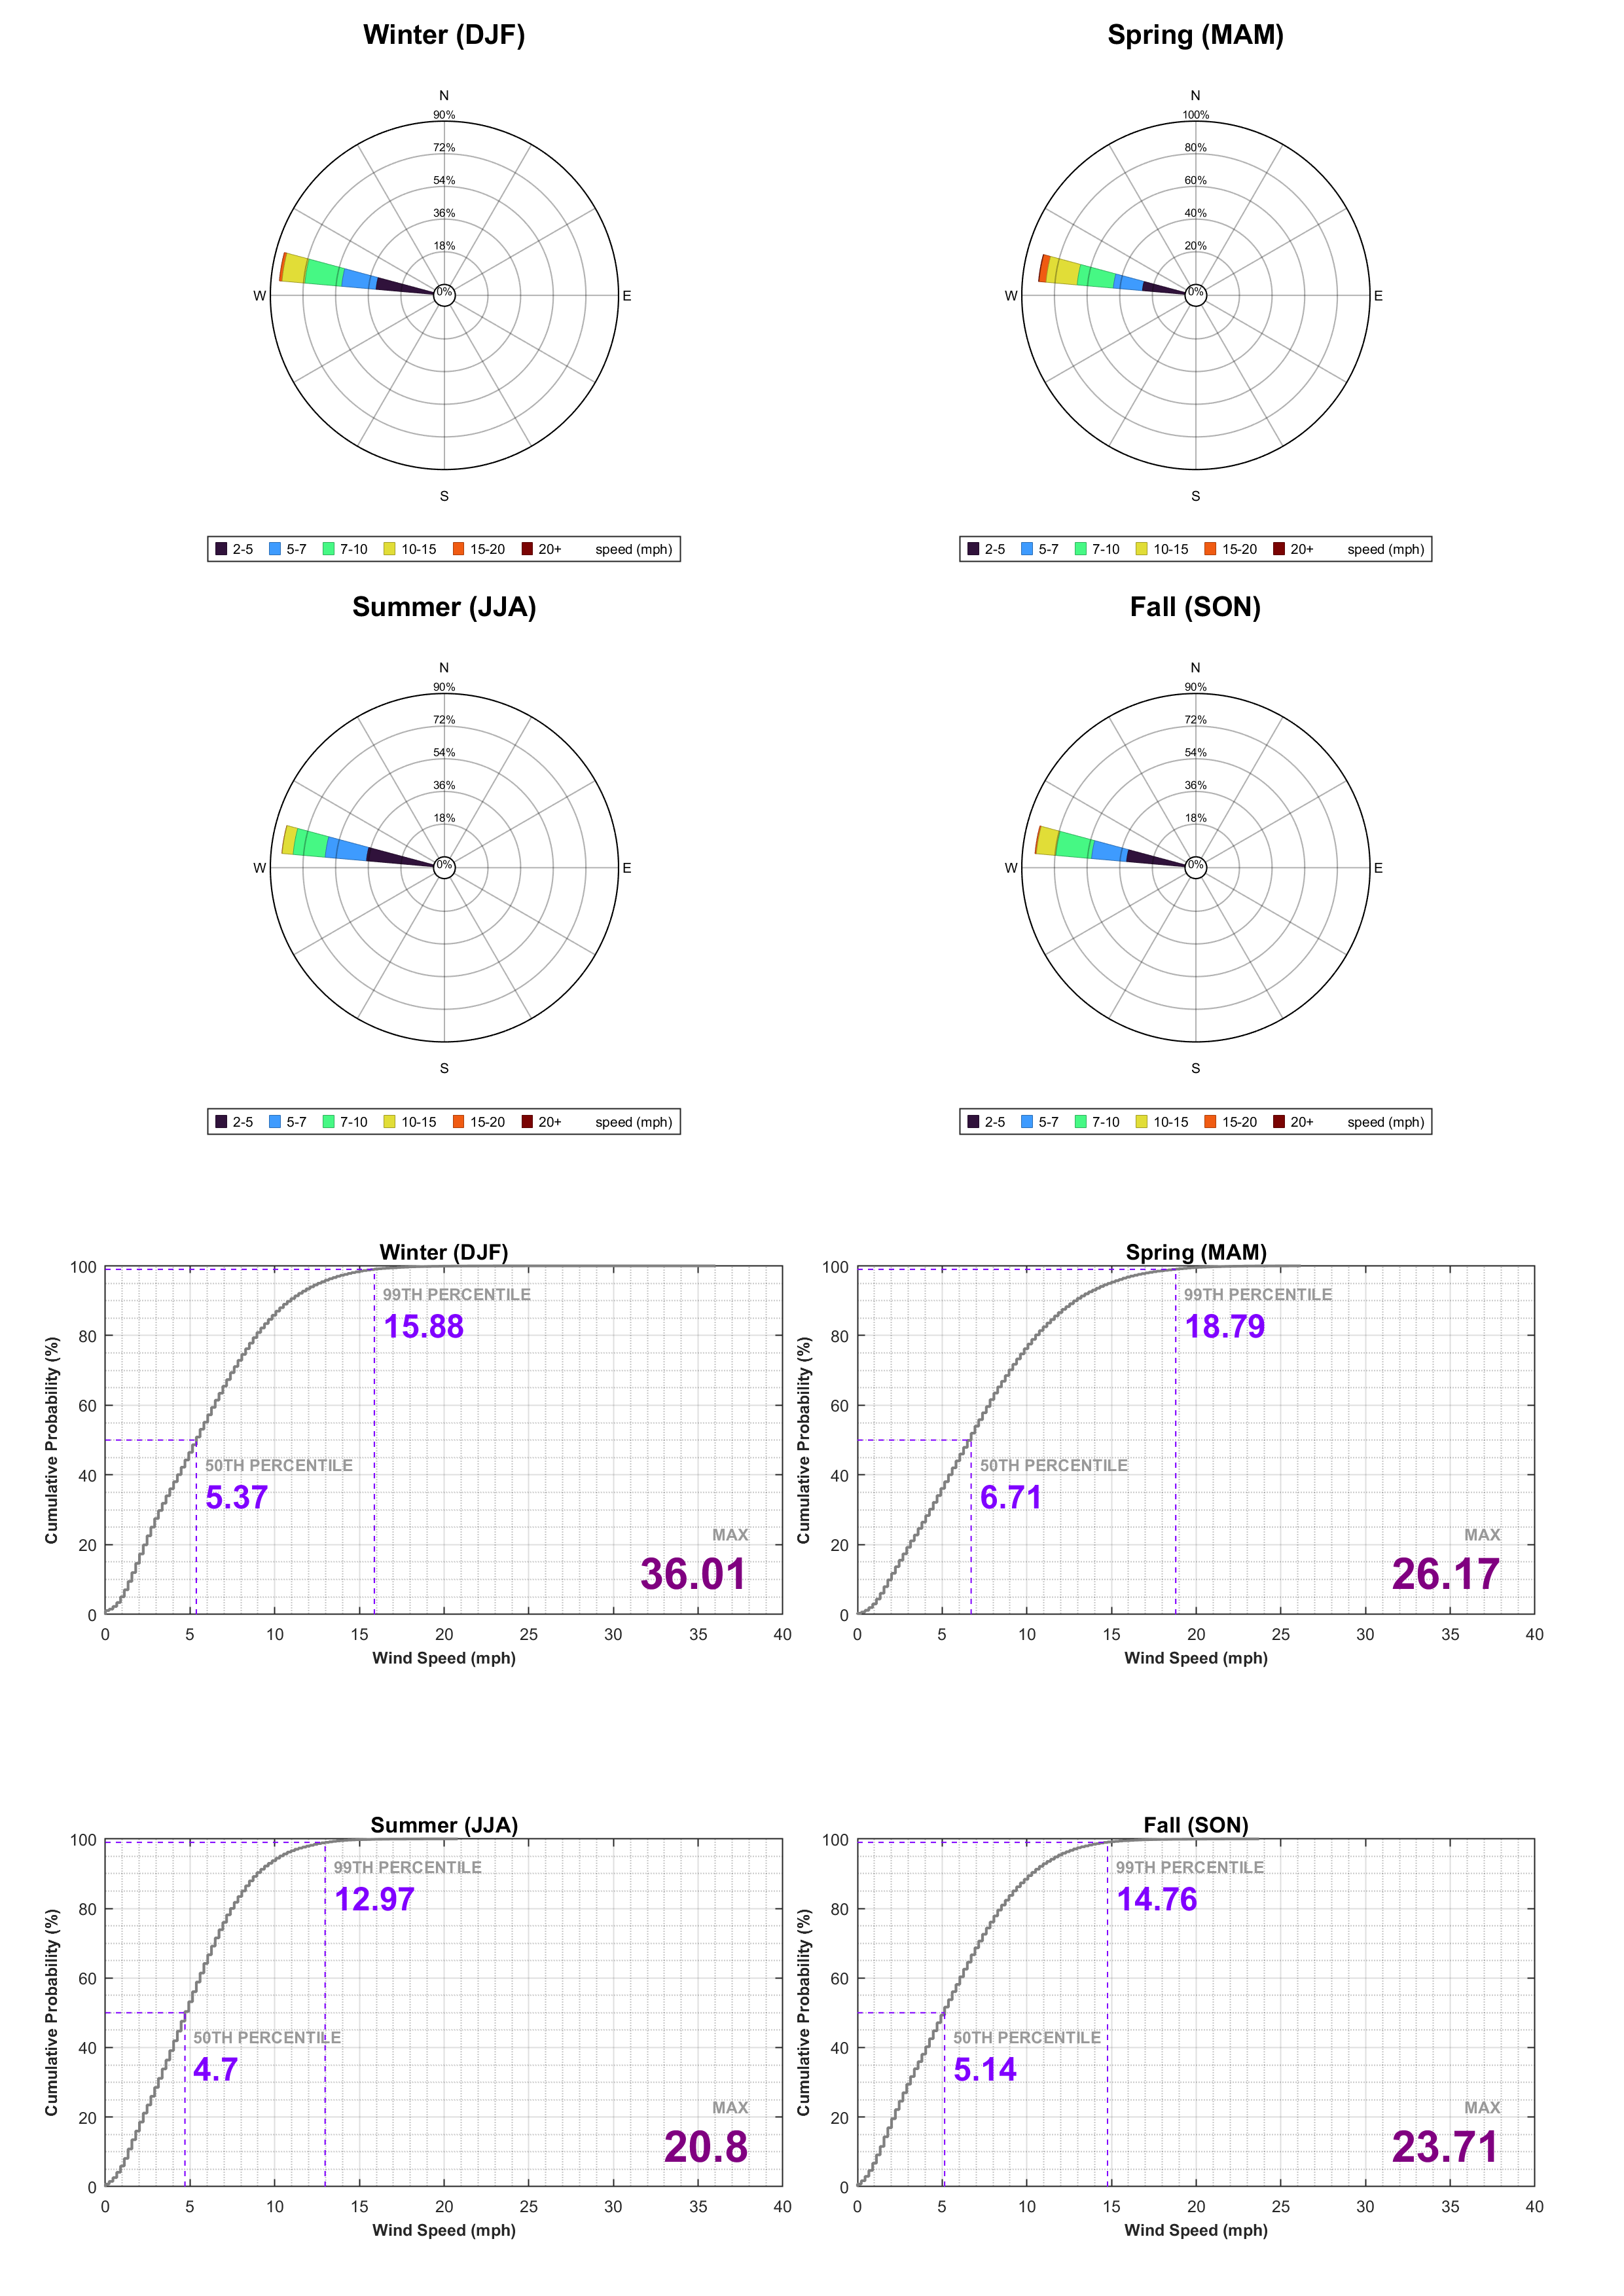 Winter (DJF)
N
90%
72%
54%
36%
18%
0%
W
E
S
2-5 5-7 7-10 10-15 15-20 20+ speed (mph)
Spring (MAM)
N
100%
80%
60%
40%
20%
0%
W
E
S
2-5 5-7 7-10 10-15 15-20 20+ speed (mph)
Summer (JJA)
N
90%
72%
54%
36%
18%
0%
W
E
S
2-5 5-7 7-10 10-15 15-20 20+ speed (mph)
Fall (SON)
N
90%
72%
54%
36%
18%
0%
W
E
S
2-5 5-7 7-10 10-15 15-20 20+ speed (mph)
Winter (DJF)
100
80
60
40
20
0
Cumulative Probability (%)
99TH PERCENTILE
15.88
50TH PERCENTILE
5.37
MAX
36.01
0 5 10 15 20 25 30 35 40
Wind Speed (mph)
Spring (MAM)
100
80
60
40
20
0
Cumulative Probability (%)
99TH PERCENTILE
18.79
50TH PERCENTILE
6.71
MAX
26.17
0 5 10 15 20 25 30 35 40
Wind Speed (mph)
Summer (JJA)
100
80
60
40
20
0
Cumulative Probability (%)
99TH PERCENTILE
12.97
50TH PERCENTILE
4.7
MAX
20.8
0 5 10 15 20 25 30 35 40
Wind Speed (mph)
Fall (SON)
100
80
60
40
20
0
Cumulative Probability (%)
99TH PERCENTILE
14.76
50TH PERCENTILE
5.14
MAX
23.71
0 5 10 15 20 25 30 35 40
Wind Speed (mph)